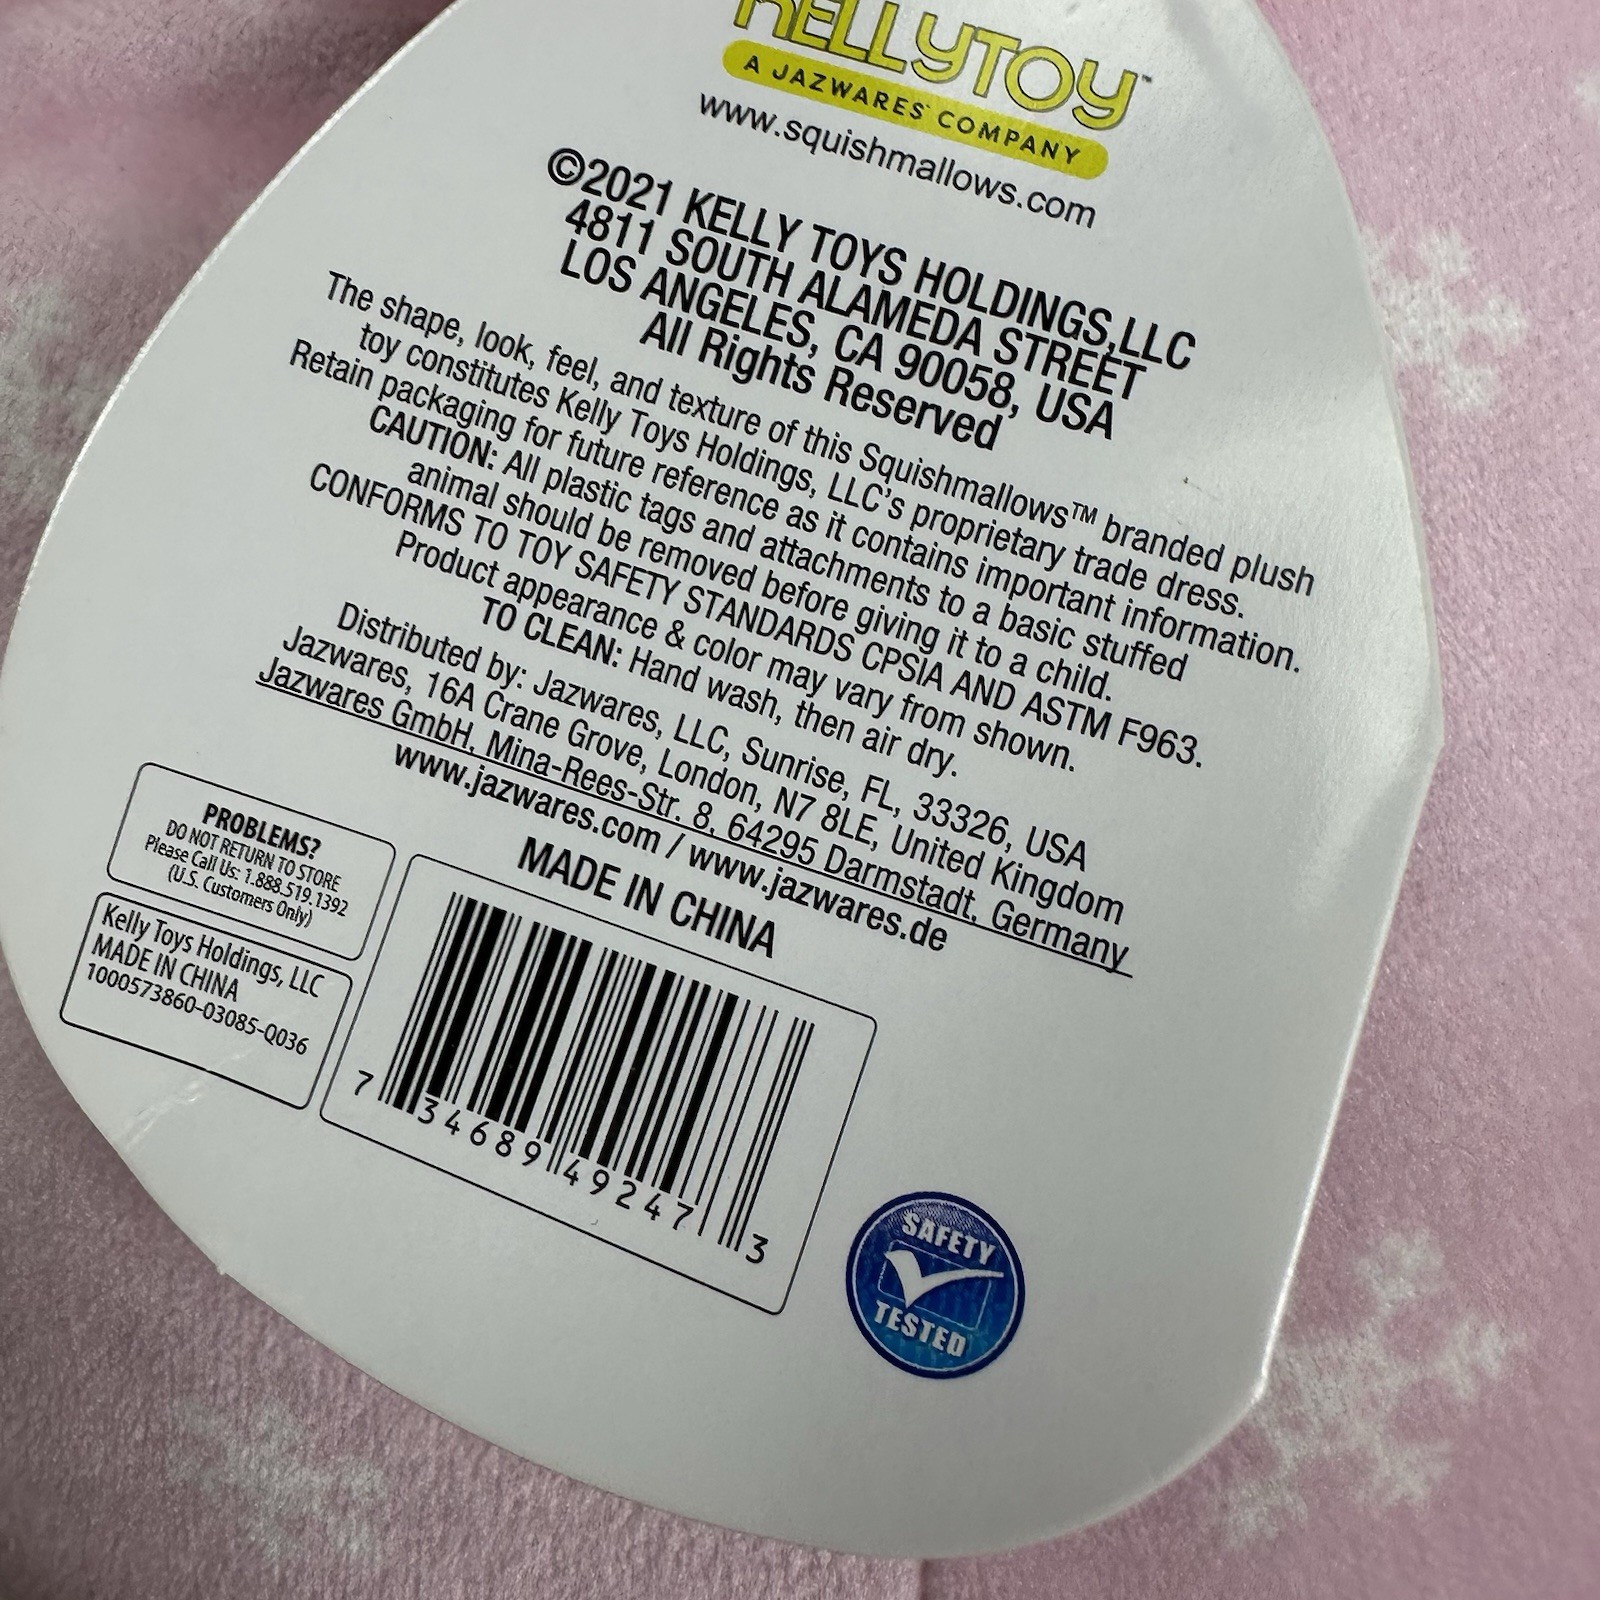 KELLYTOY™
A JAZWARES COMPANY
www.squishmallows.com
©2021 KELLY TOYS HOLDINGS,LLC
4811 SOUTH ALAMEDA STREET
LOS ANGELES, CA 90058, USA
All Rights Reserved
The shape, look, feel, and texture of this Squishmallows™ branded plush
toy constitutes Kelly Toys Holdings, LLC's proprietary trade dress.
Retain packaging for future reference as it contains important information.
CAUTION: All plastic tags and attachments to a basic stuffed
animal should be removed before giving it to a child.
CONFORMS TO TOY SAFETY STANDARDS CPSIA AND ASTM F963.
Product appearance & color may vary from shown.
TO CLEAN: Hand wash, then air dry.
Distributed by: Jazwares, LLC, Sunrise, FL, 33326, USA
Jazwares, 16A Crane Grove, London, N7 8LE, United Kingdom
Jazwares GmbH, Mina-Rees-Str. 8, 64295 Darmstadt, Germany
www.jazwares.com / www.jazwares.de
MADE IN CHINA
PROBLEMS?
DO NOT RETURN TO STORE
Please Call Us: 1.888.519.1392
(U.S. Customers Only)
Kelly Toys Holdings, LLC
MADE IN CHINA
1000573860-03085-Q036
7 34689 49247 3
SAFETY
TESTED